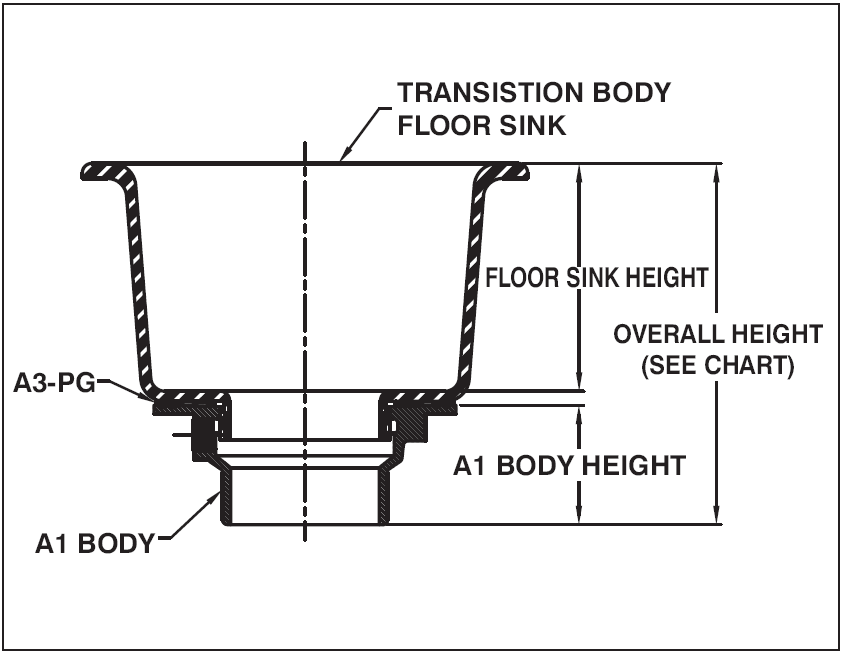 TRANSISTION BODY
FLOOR SINK
FLOOR SINK HEIGHT
OVERALL HEIGHT
(SEE CHART)
A3-PG
A1 BODY HEIGHT
A1 BODY